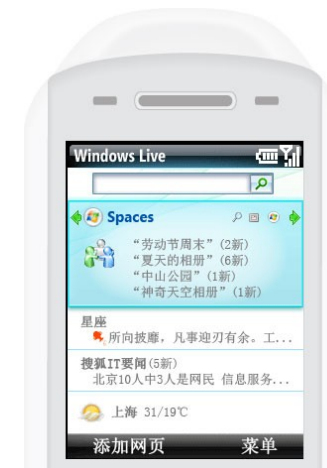 Windows Live
Spaces
“劳动节周末”(2新)
“夏天的相册”(6新)
“中山公园”(1新)
“神奇天空相册”(1新)
星座
所向披靡，凡事迎刃有余。工...
搜狐IT要闻(5新)
北京10人中3人是网民 信息服务...
上海 31/19℃
添加网页 菜单